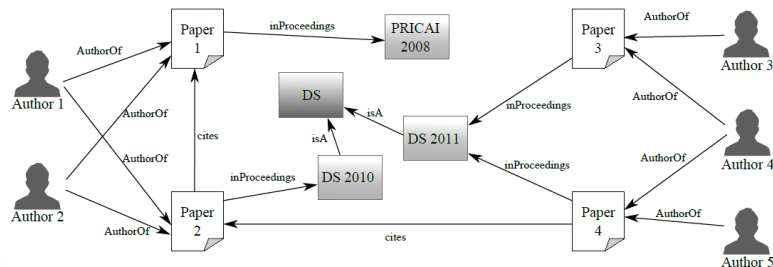 Paper
1
inProceedings
PRICAI
2008
Paper
3
AuthorOf
Author 3
AuthorOf
Author 1
AuthorOf
AuthorOf
cites
DS
isA
isA
DS 2011
inProceedings
AuthorOf
Author 4
AuthorOf
Author 2
AuthorOf
Paper
2
inProceedings
DS 2010
inProceedings
AuthorOf
Paper
4
AuthorOf
cites
Author 5